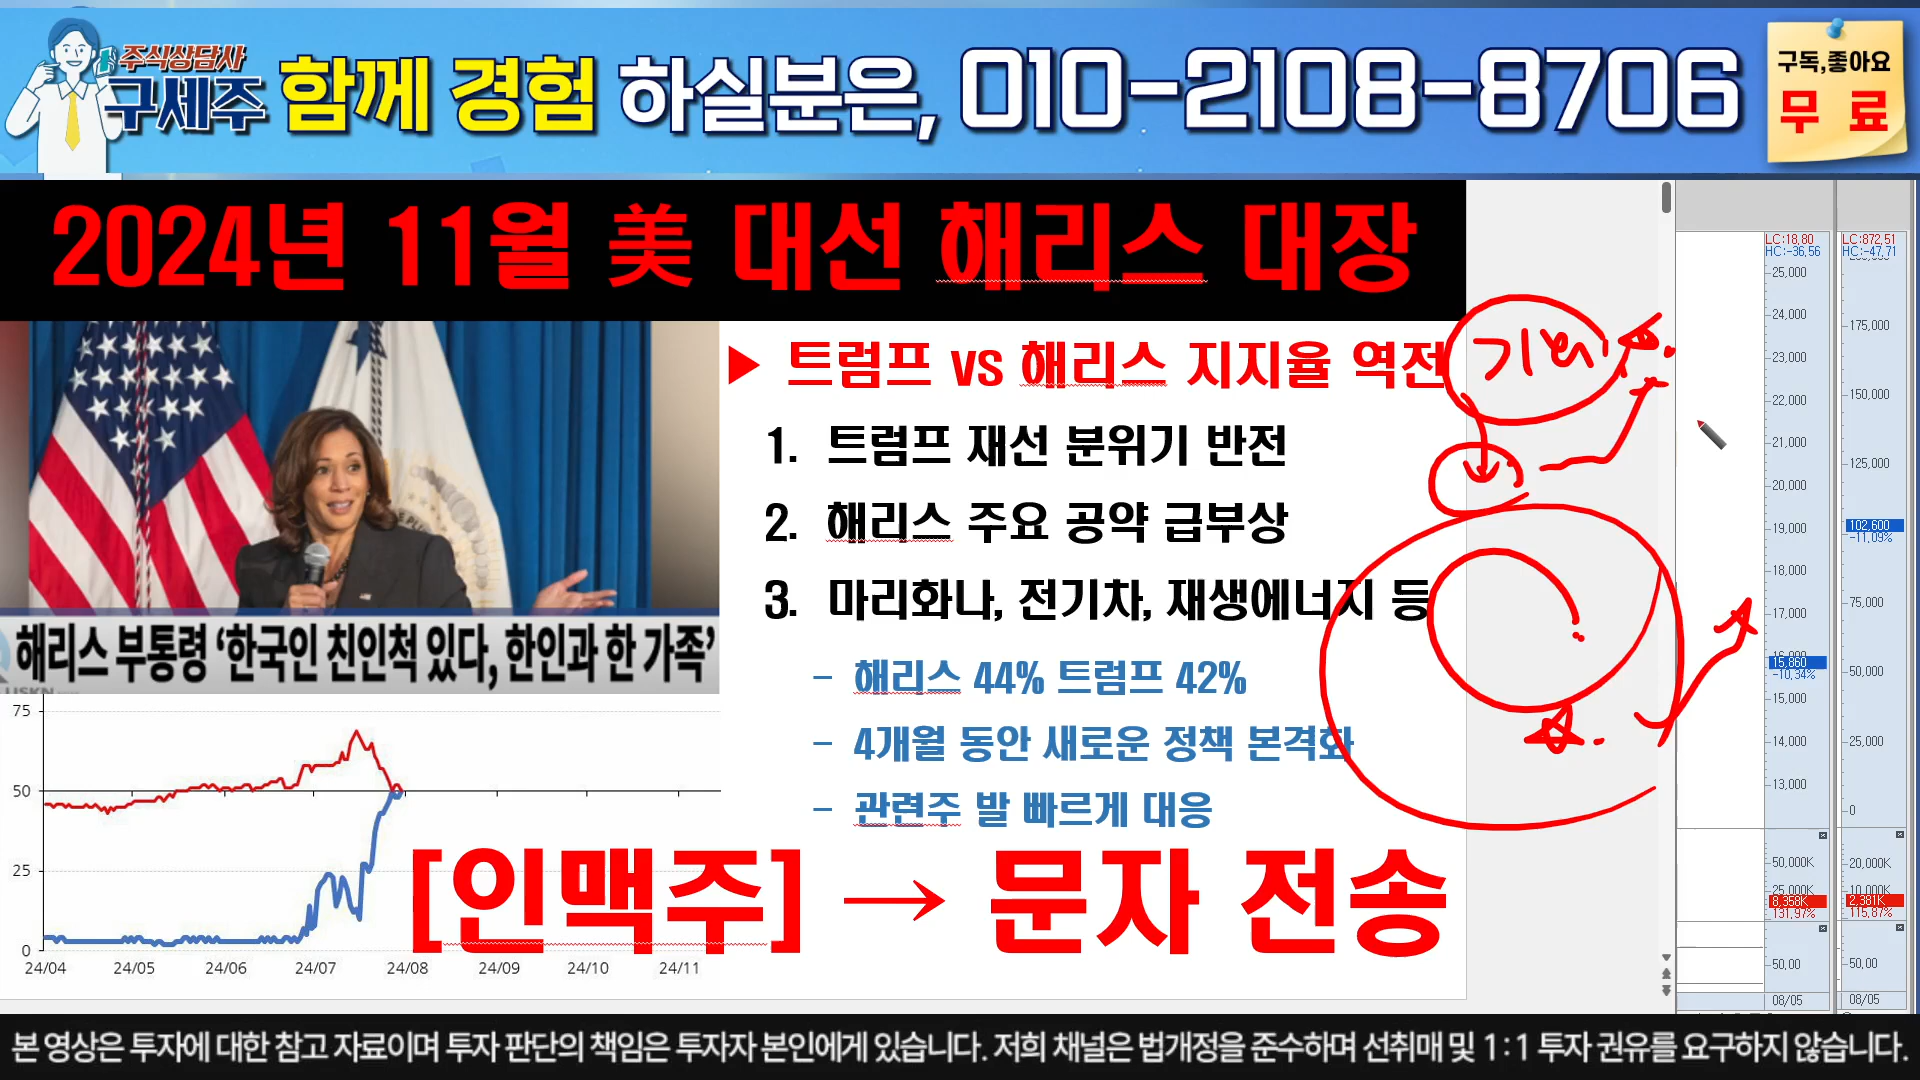 주식상담사
구세주 함께 경험 하실분은, 010-2108-8706
구독,좋아요
무 료
2024년 11월 美 대선 해리스 대장
▶ 트럼프 vs 해리스 지지율 역전
1. 트럼프 재선 분위기 반전
2. 해리스 주요 공약 급부상
3. 마리화나, 전기차, 재생에너지 등
– 해리스 44% 트럼프 42%
– 4개월 동안 새로운 정책 본격화
– 관련주 발 빠르게 대응
[인맥주] → 문자 전송
해리스 부통령 ‘한국인 친인척 있다, 한인과 한 가족’
75
50
25
0
24/04 24/05 24/06 24/07 24/08 24/09 24/10 24/11
LC:18,80
HC:-36,56
25,000
24,000
23,000
22,000
21,000
20,000
19,000
18,000
17,000
15,860
-10,34%
15,000
14,000
13,000
50,000K
25,000K
8,358K
131,97%
50,00
08/05
LC:872,51
HC:-47,71
175,000
150,000
125,000
102,600
-11,09%
75,000
50,000
25,000
0
20,000K
10,000K
2,381K
115,87%
50,00
08/05
본 영상은 투자에 대한 참고 자료이며 투자 판단의 책임은 투자자 본인에게 있습니다. 저희 채널은 법개정을 준수하며 선취매 및 1:1 투자 권유를 요구하지 않습니다.